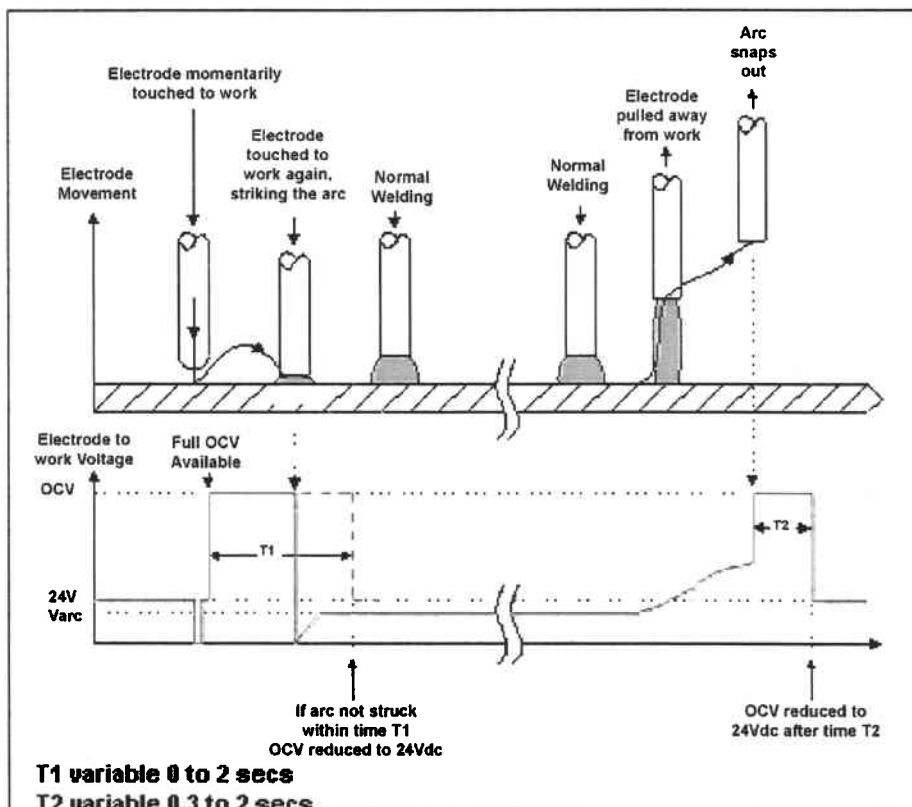 Arc
snaps
out
Electrode momentarily
touched to work
Electrode
pulled away
from work
Electrode
touched to
work again,
striking the arc
Electrode
Movement
Normal
Welding
Normal
Welding
Electrode to
work Voltage
Full OCV
Available
OCV
T1
T2
24V
Varc
If arc not struck
within time T1
OCV reduced to 24Vdc
OCV reduced to
24Vdc after time T2
T1 variable 0 to 2 secs
T2 variable 0.3 to 2 secs